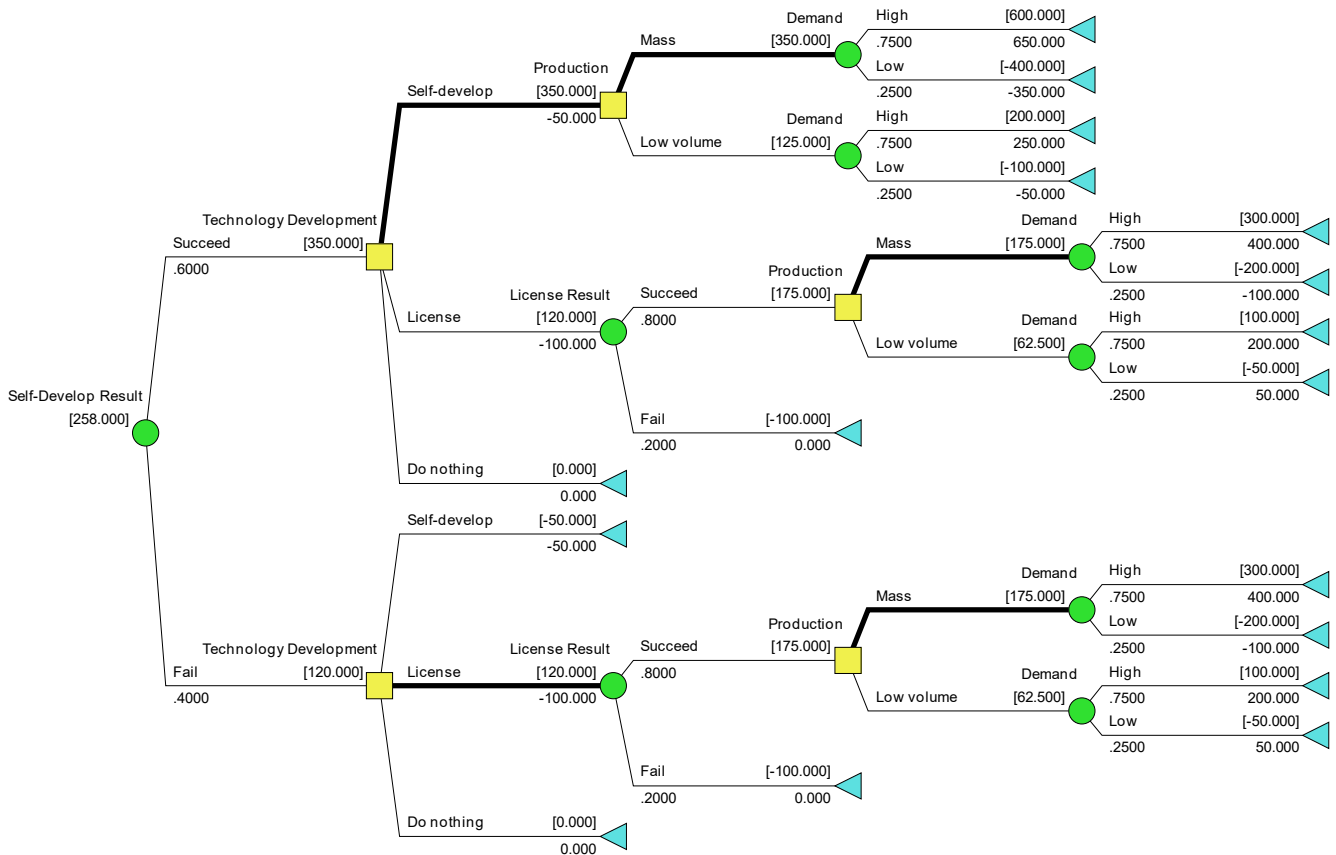 Demand
High [600.000]
Mass [350.000]
.7500 650.000
Low [-400.000]
Production
Self-develop [350.000]
.2500 -350.000
-50.000
Demand
High [200.000]
Low volume [125.000]
.7500 250.000
Low [-100.000]
.2500 -50.000
Technology Development
Succeed [350.000]
.6000
Demand
High [300.000]
Mass [175.000]
.7500 400.000
Low [-200.000]
Production
License Result
Succeed [175.000]
.2500 -100.000
License [120.000]
.8000
-100.000
Demand
High [100.000]
Low volume [62.500]
.7500 200.000
Low [-50.000]
.2500 50.000
Self-Develop Result
[258.000]
Fail [-100.000]
.2000 0.000
Do nothing [0.000]
0.000
Self-develop [-50.000]
-50.000
Demand
High [300.000]
Mass [175.000]
.7500 400.000
Low [-200.000]
Production
.2500 -100.000
Technology Development
License Result
Succeed [175.000]
Fail [120.000]
License [120.000]
.8000
.4000
-100.000
Demand
High [100.000]
Low volume [62.500]
.7500 200.000
Low [-50.000]
.2500 50.000
Fail [-100.000]
.2000 0.000
Do nothing [0.000]
0.000